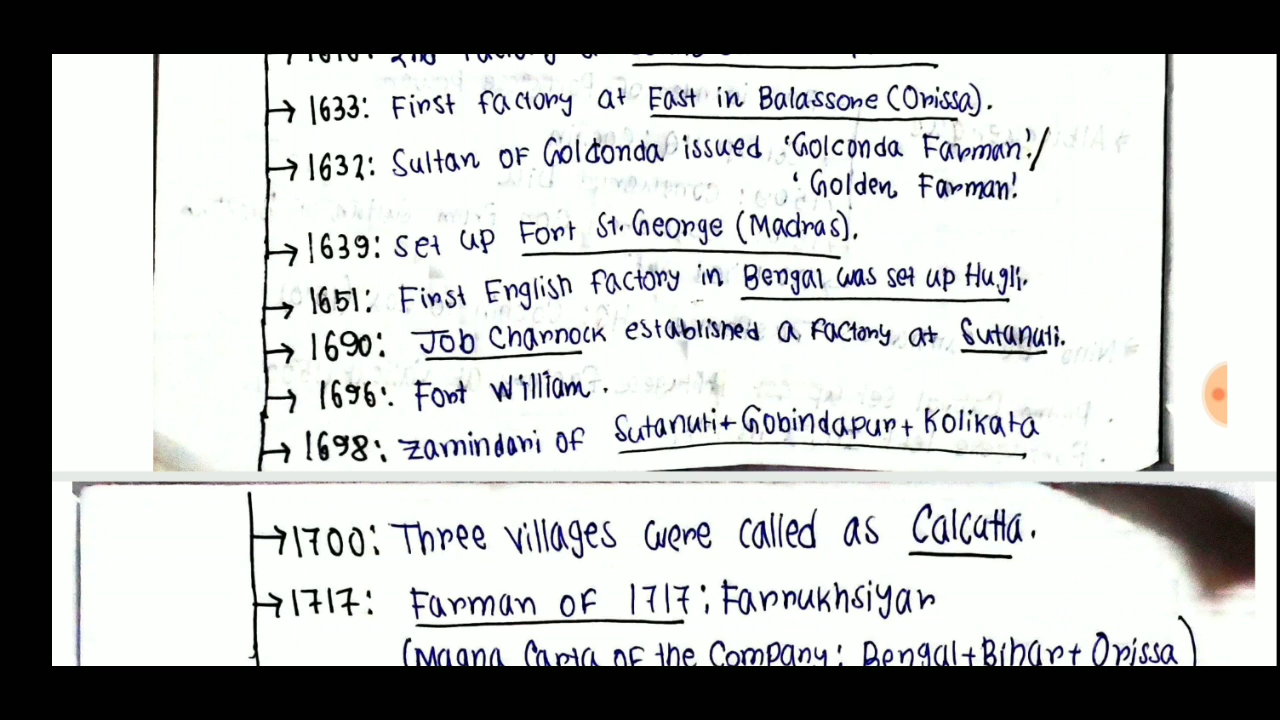 → 1633: First factory at East in Balassore (Orissa).
→ 1632: Sultan of Golconda issued 'Golconda Farman'/
'Golden Farman'
→ 1639: Set up Fort St. George (Madras).
→ 1651: First English factory in Bengal was set up Hugli.
→ 1690: Job Charnock established a factory at Sutanuti.
→ 1696: Fort William.
→ 1698: Zamindari of Sutanuti + Gobindapur + Kolikata
→ 1700: Three villages were called as Calcutta.
→ 1717: Farman of 1717: Farrukhsiyar
(Magna Carta of the Company: Bengal + Bihar + Orissa)